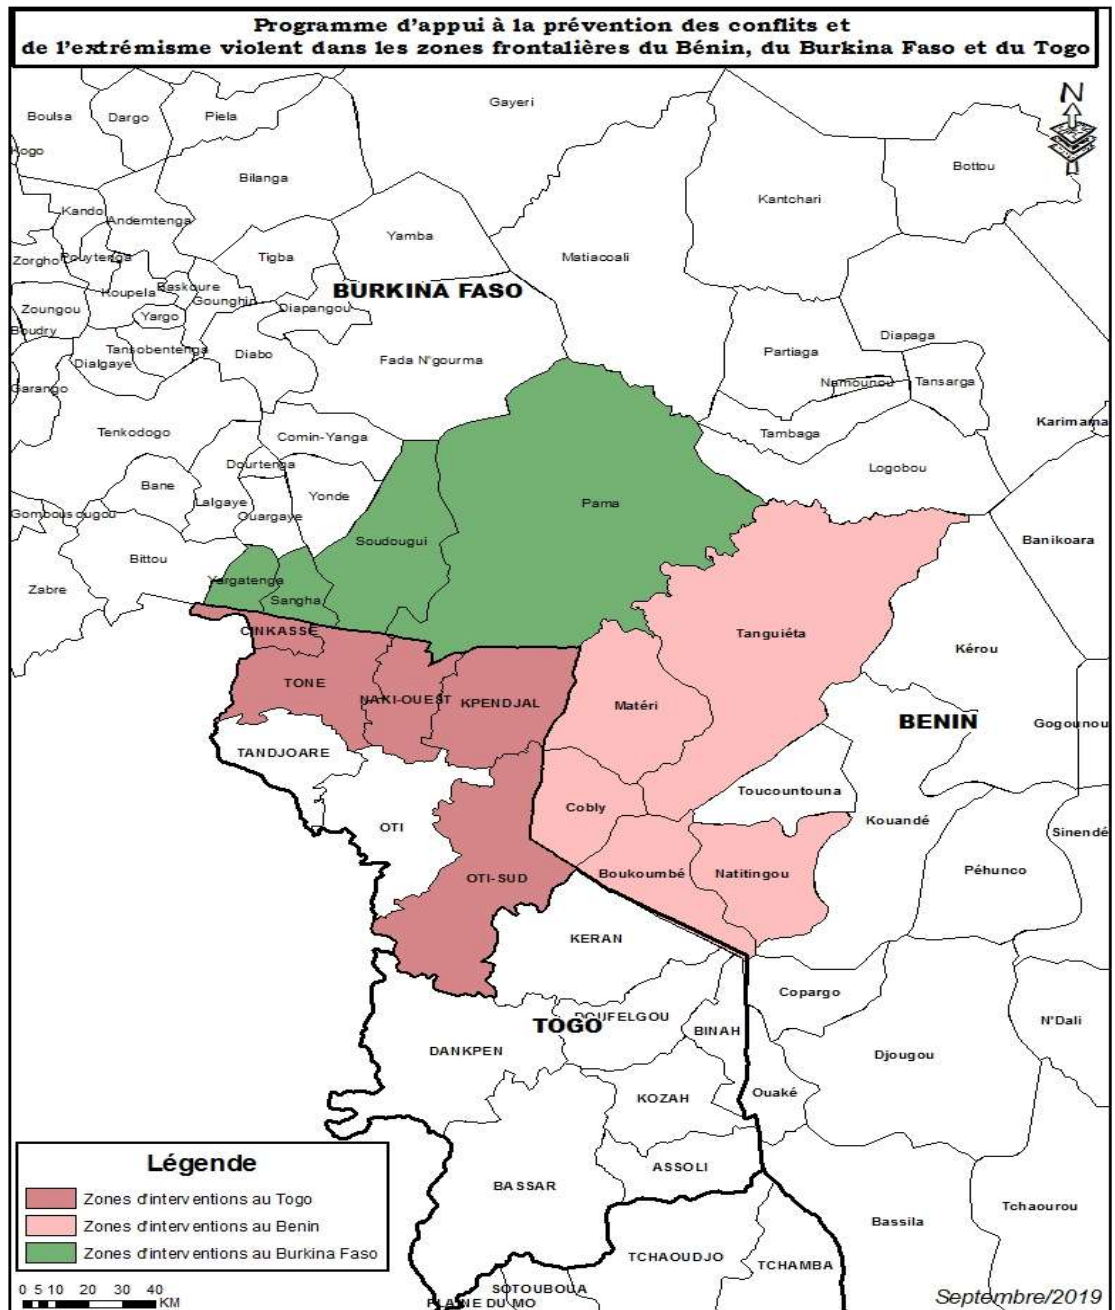 Programme d'appui à la prévention des conflits et
de l'extrémisme violent dans les zones frontalières du Bénin, du Burkina Faso et du Togo
N
Gayeri
Boulsa
Dargo
Piela
Bottou
Bilanga
Kantchari
Kando
Andemtenga
Yamba
Zorgho
Pouytenga
Tigba
Matiacoali
Koupela
Baskoure
BURKINA FASO
Gounghin
Zoungou
Yargo
Diapangou
Boudry
Diapaga
Tansobentenga
Diabo
Partiaga
Dialgaye
Fada N'gourma
Namounou
Tansarga
Garango
Karimama
Tenkodogo
Comin-Yanga
Tambaga
Dourtenga
Logobou
Bane
Yonde
Lalgaye
Pama
Gombousougou
Ouargaye
Soudougui
Banikoara
Bittou
Yargatenga
Zabre
Sangha
CINKASSE
Tanguiéta
Kérou
TONE
NAKI-OUEST
KPENDJAL
Matéri
BENIN
Gogounou
TANDJOARE
Toucountouna
Cobly
Kouandé
OTI
Sinendé
Péhunco
OTI-SUD
Boukoumbé
Natitingou
KERAN
Copargo
DOUFELGOU
TOGO
BINAH
N'Dali
DANKPEN
Djougou
KOZAH
Ouaké
ASSOLI
BASSAR
Tchaourou
Bassila
TCHAOUDJO
TCHAMBA
SOTOUBOUA
PLAINE DU MO
Légende
Zones d'interventions au Togo
Zones d'interventions au Benin
Zones d'interventions au Burkina Faso
0 5 10 20 30 40
KM
Septembre/2019